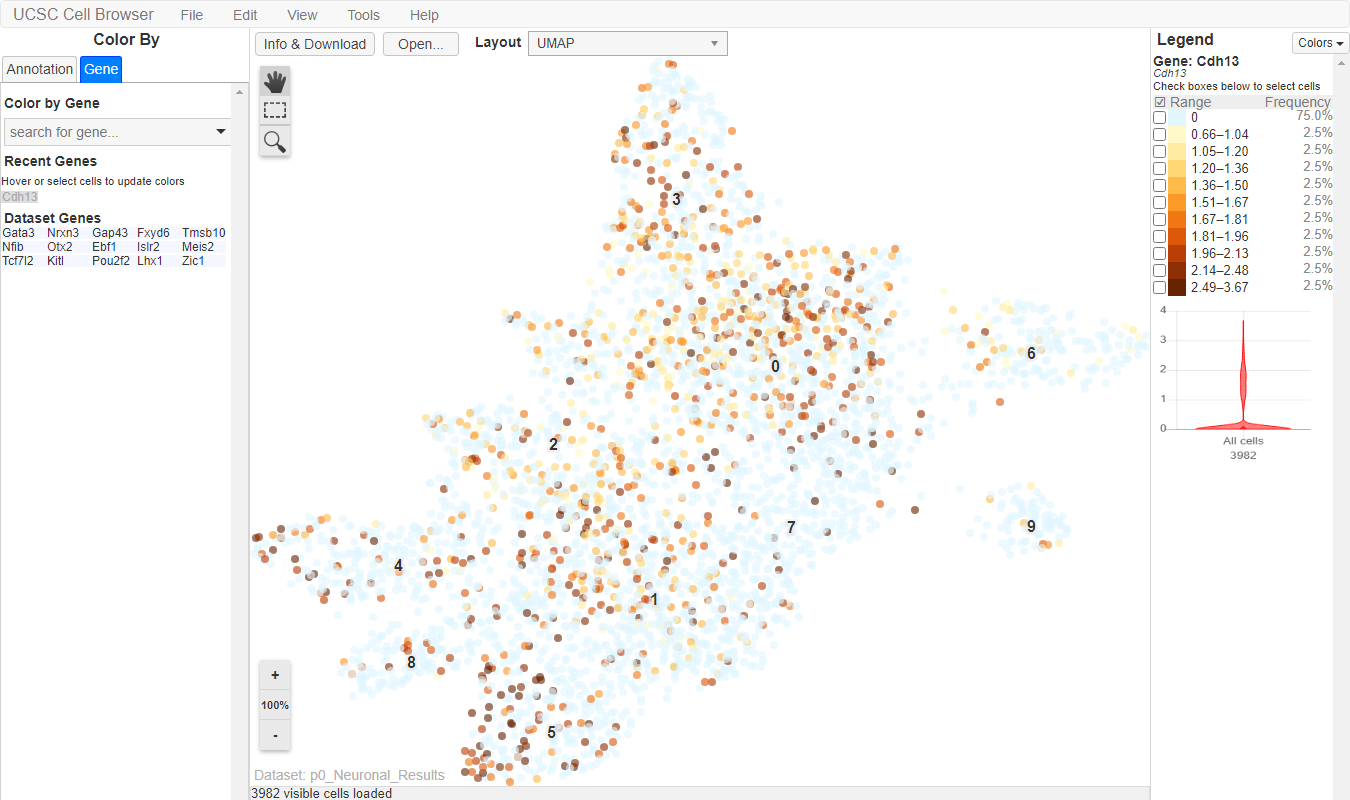 UCSC Cell Browser File Edit View Tools Help
Color By
Annotation Gene
Color by Gene
search for gene...
Recent Genes
Hover or select cells to update colors
Cdh13
Dataset Genes
Gata3 Nrxn3 Gap43 Fxyd6 Tmsb10
Nfib Otx2 Ebf1 Islr2 Meis2
Tcf7l2 Kitl Pou2f2 Lhx1 Zic1
Info & Download Open... Layout UMAP
3
0
6
2
7
9
4
1
8
5
+
100%
-
Dataset: p0_Neuronal_Results
3982 visible cells loaded
Legend Colors
Gene: Cdh13
Cdh13
Check boxes below to select cells
Range Frequency
0 75.0%
0.66–1.04 2.5%
1.05–1.20 2.5%
1.20–1.36 2.5%
1.36–1.50 2.5%
1.51–1.67 2.5%
1.67–1.81 2.5%
1.81–1.96 2.5%
1.96–2.13 2.5%
2.14–2.48 2.5%
2.49–3.67 2.5%
4
3
2
1
0
All cells
3982